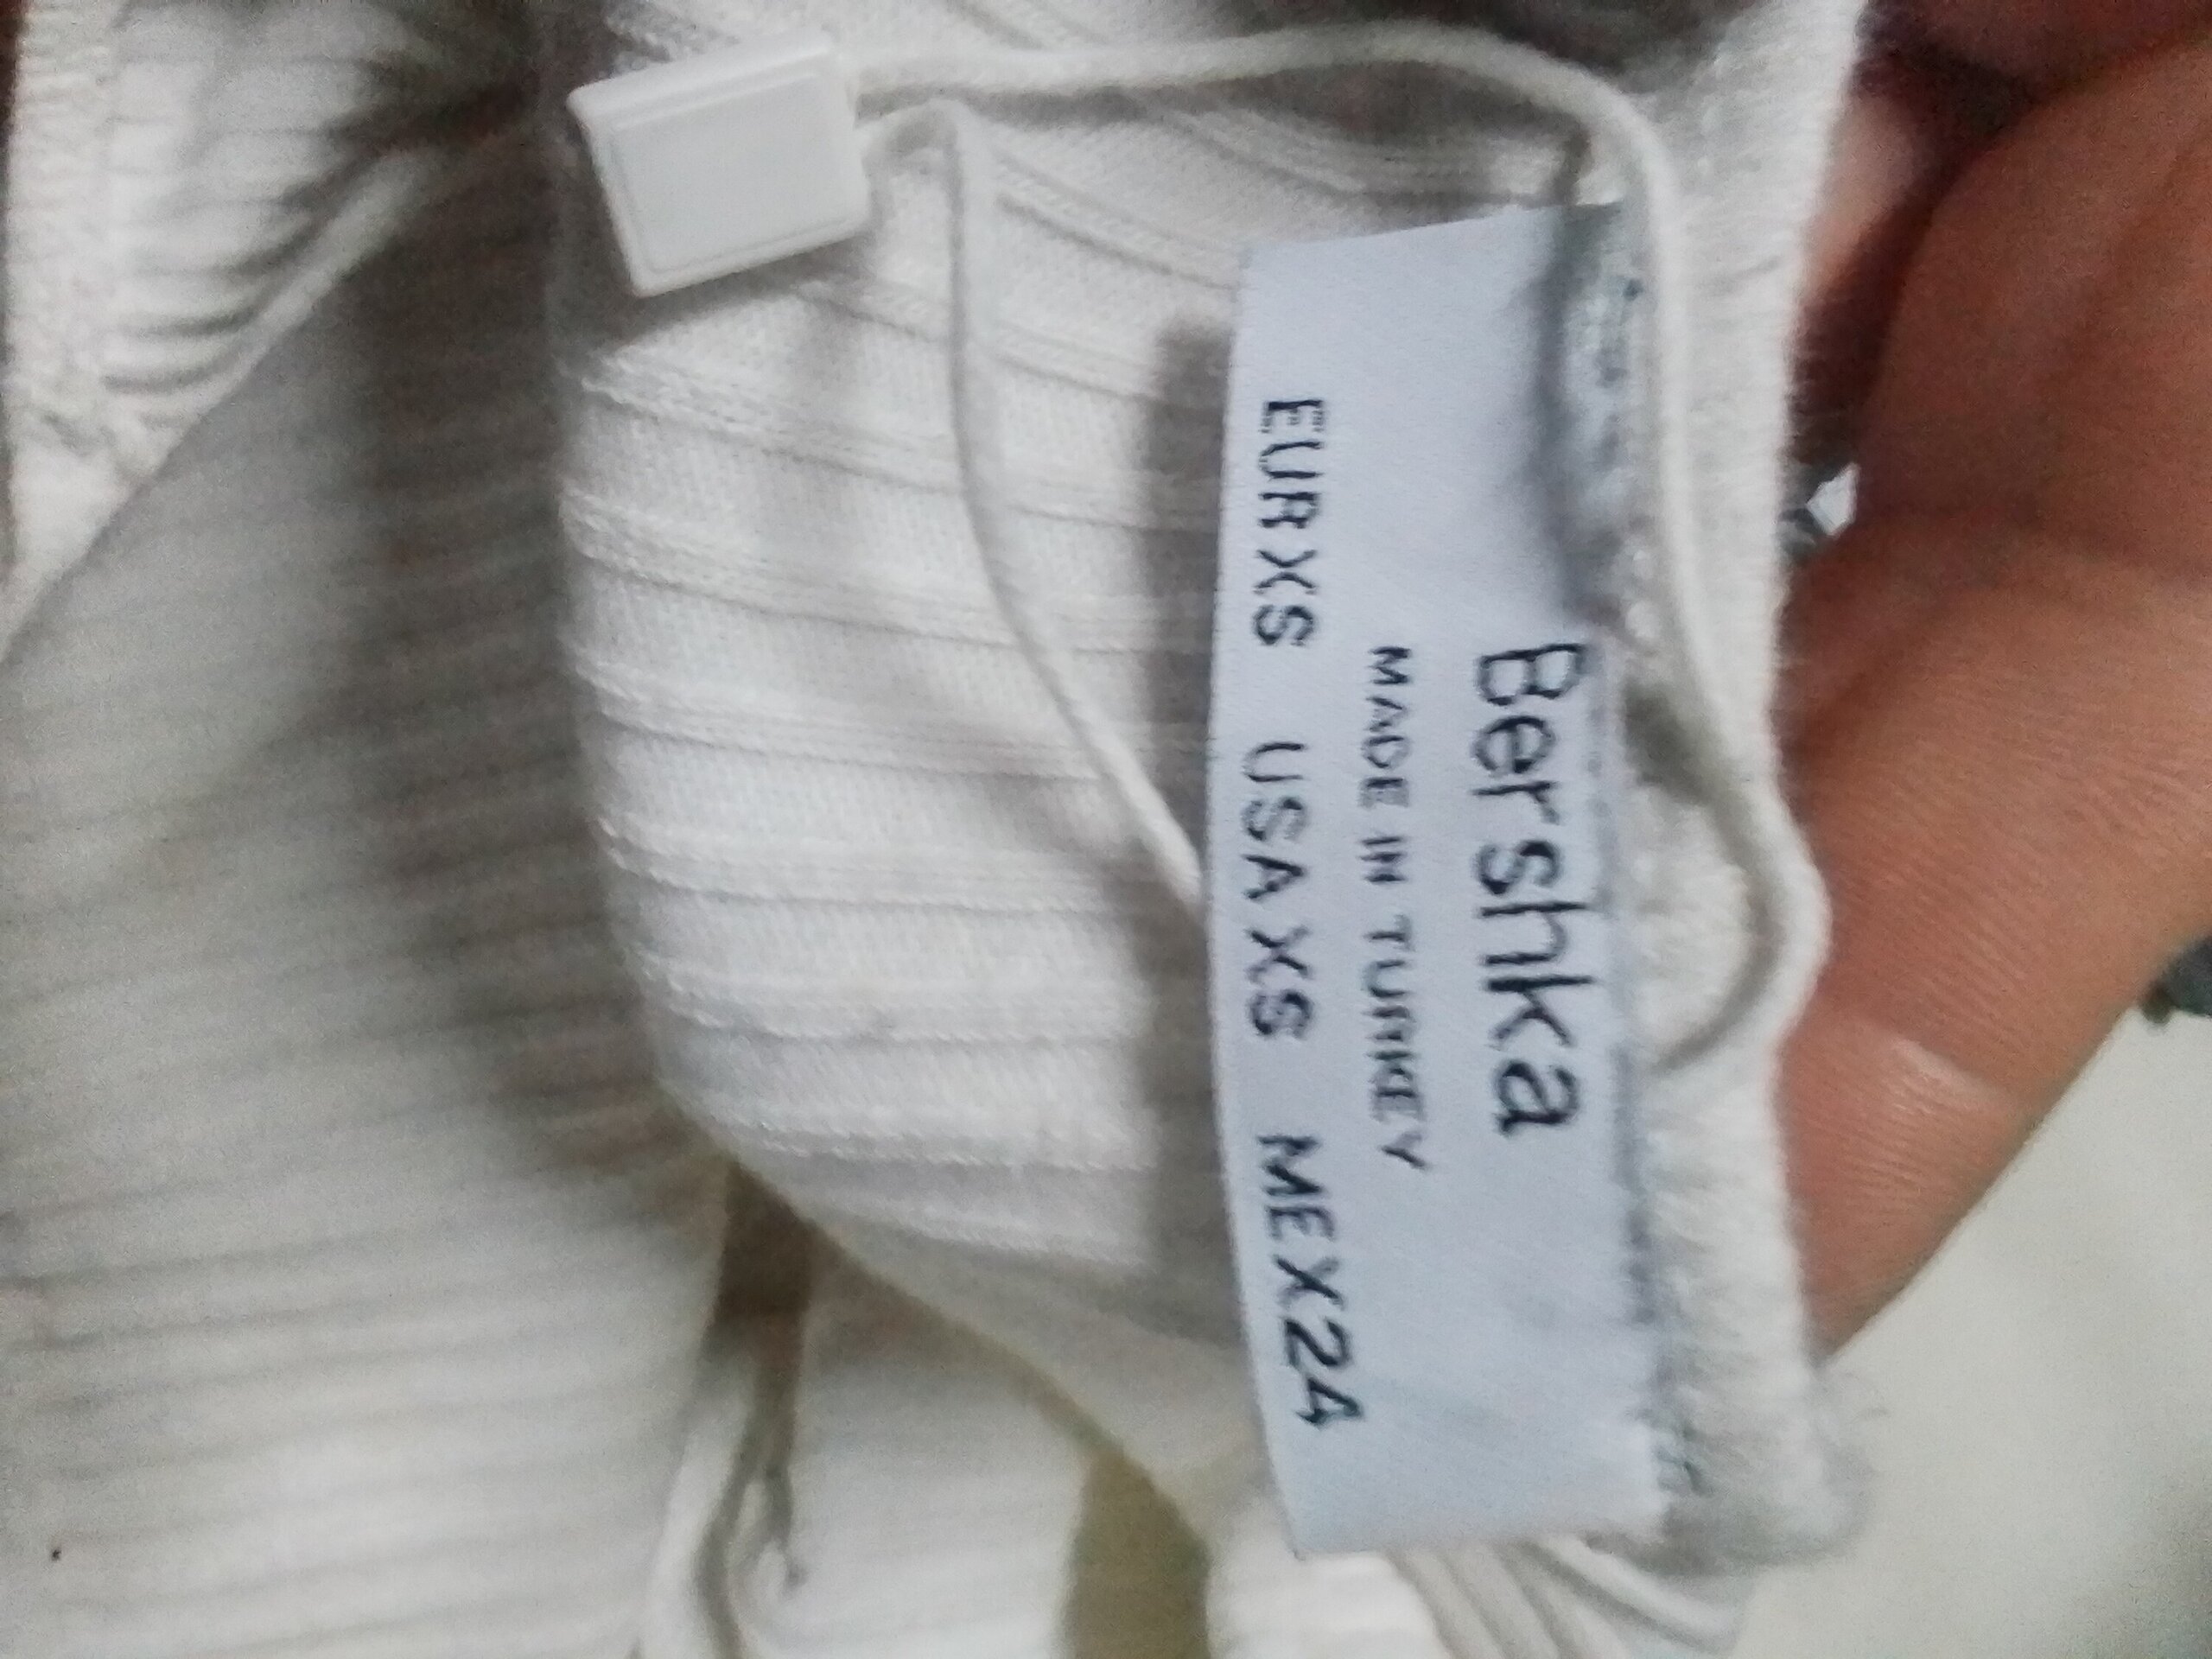 Bershka
MADE IN TURKEY
EUR XS USA XS MEX 24